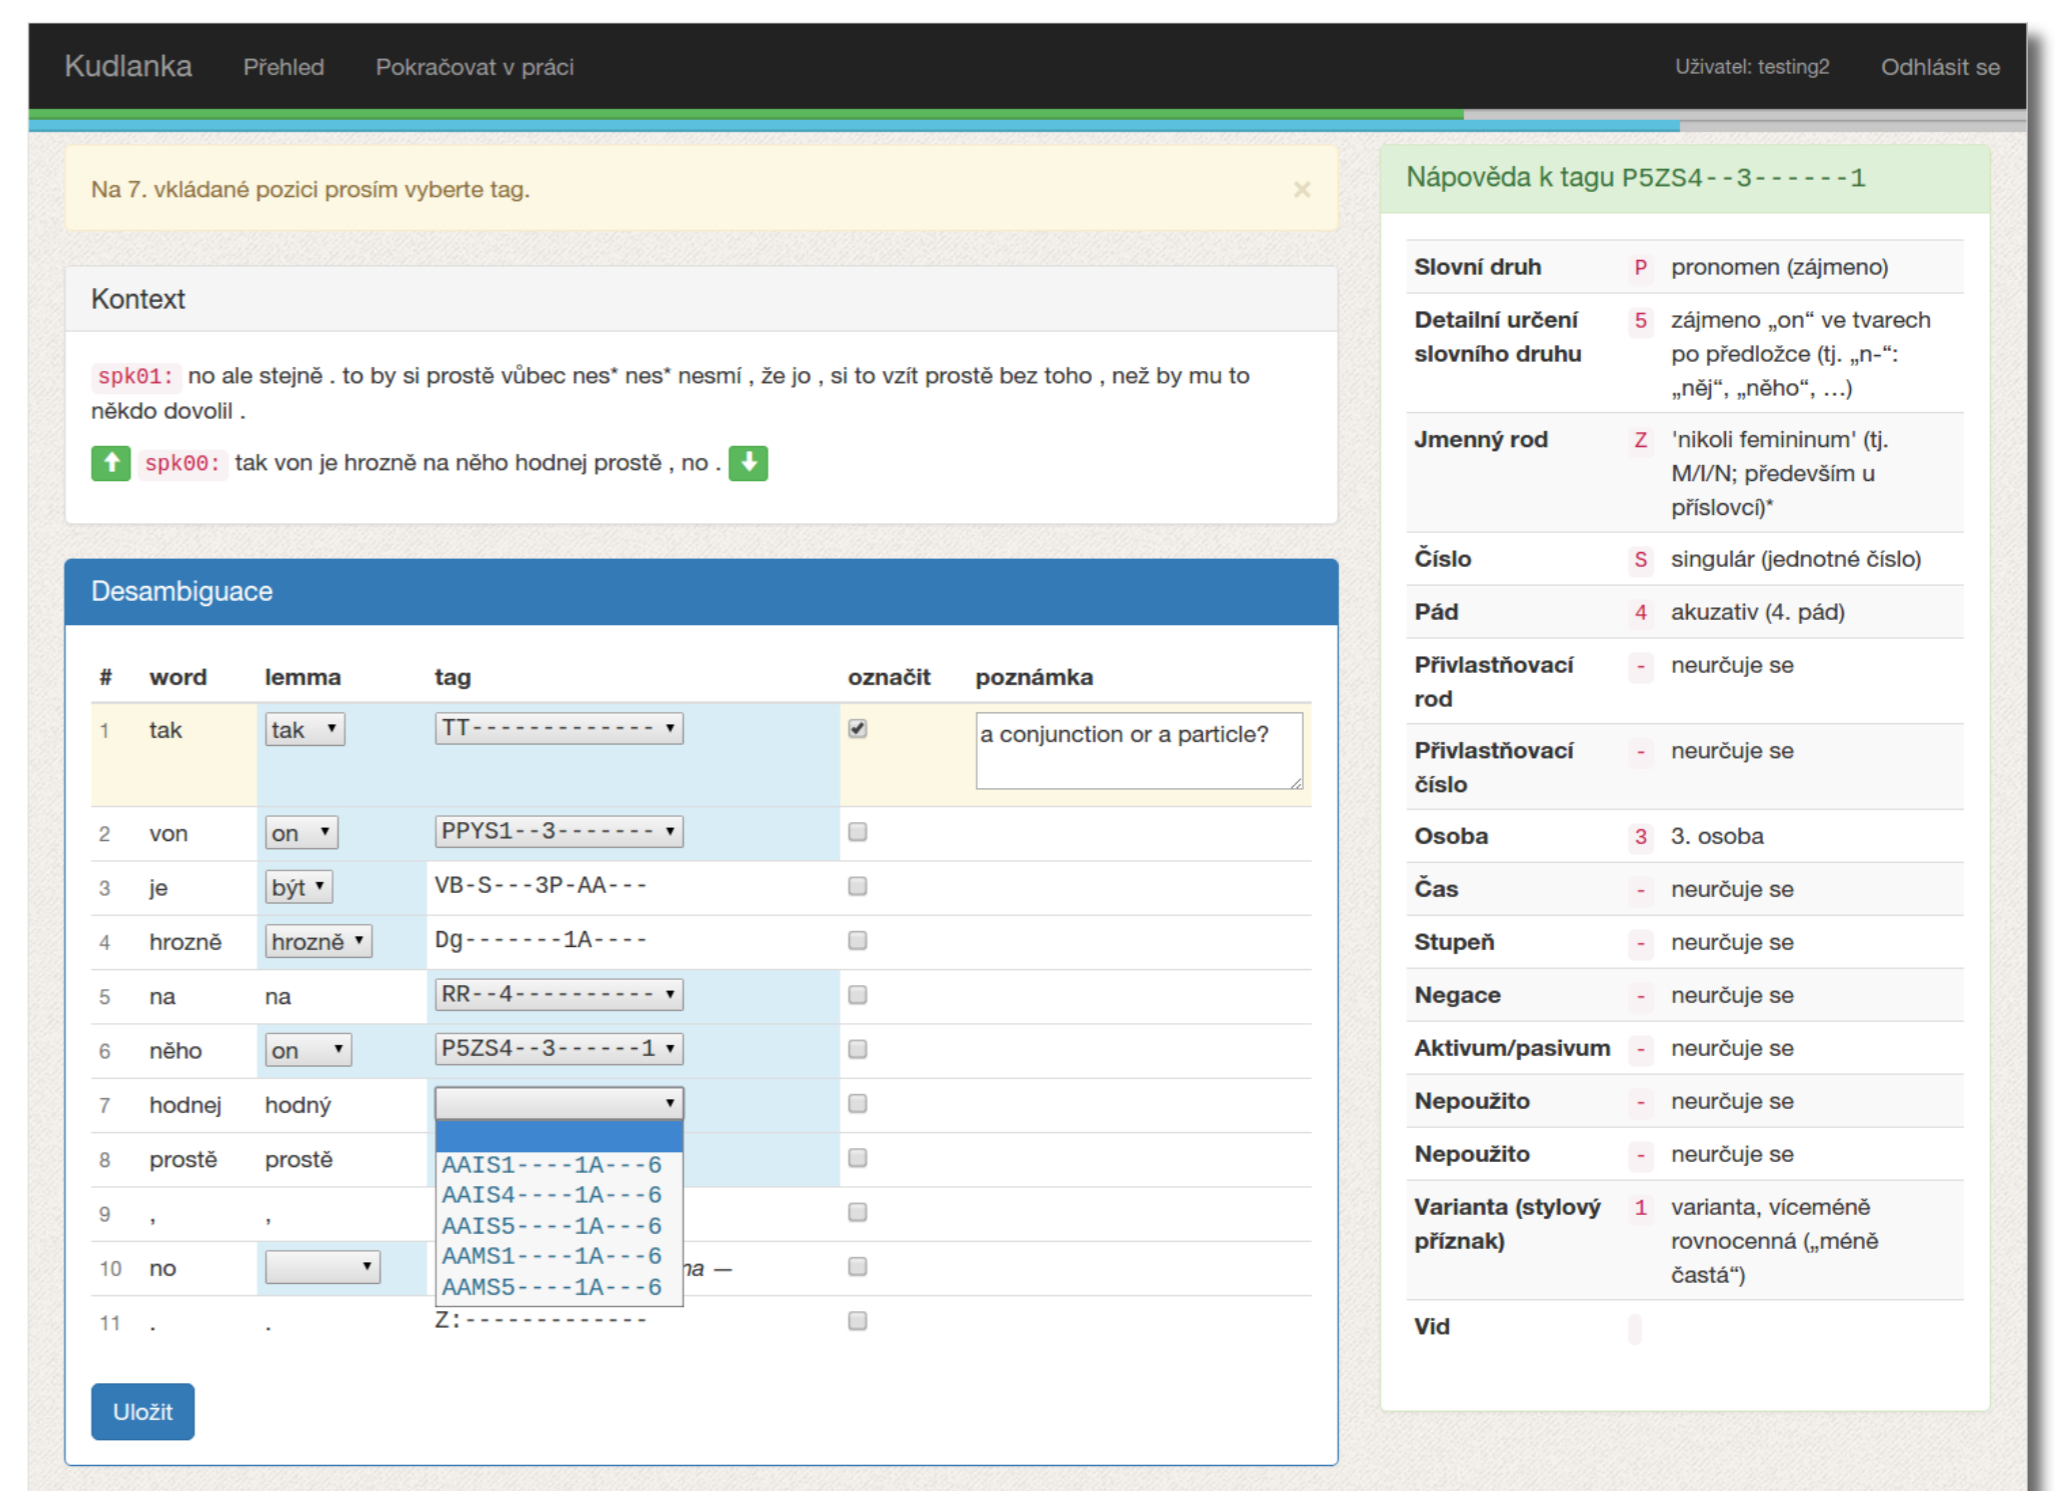 Kudlanka Přehled Pokračovat v práci Uživatel: testing2 Odhlásit se
Na 7. vkládané pozici prosím vyberte tag. ×
Kontext
spk01: no ale stejně . to by si prostě vůbec nes* nes* nesmí , že jo , si to vzít prostě bez toho , než by mu to
někdo dovolil .
spk00: tak von je hrozně na něho hodnej prostě , no .
Desambiguace
# word lemma tag označit poznámka
1 tak tak TT------------- a conjunction or a particle?
2 von on PPYS1--3-------
3 je být VB-S---3P-AA---
4 hrozně hrozně Dg-------1A----
5 na na RR--4----------
6 něho on P5ZS4--3------1
7 hodnej hodný
AAIS1----1A---6
AAIS4----1A---6
AAIS5----1A---6
AAMS1----1A---6
AAMS5----1A---6
8 prostě prostě
9 , ,
10 no —
11 . . Z:-------------
Uložit
Nápověda k tagu P5ZS4--3------1
Slovní druh P pronomen (zájmeno)
Detailní určení 5 zájmeno „on“ ve tvarech
slovního druhu po předložce (tj. „n-“:
„něj“, „něho“, …)
Jmenný rod Z 'nikoli femininum' (tj.
M/I/N; především u
příslovcí)*
Číslo S singulár (jednotné číslo)
Pád 4 akuzativ (4. pád)
Přivlastňovací - neurčuje se
rod
Přivlastňovací - neurčuje se
číslo
Osoba 3 3. osoba
Čas - neurčuje se
Stupeň - neurčuje se
Negace - neurčuje se
Aktivum/pasivum - neurčuje se
Nepoužito - neurčuje se
Nepoužito - neurčuje se
Varianta (stylový 1 varianta, víceméně
příznak) rovnocenná („méně
častá“)
Vid